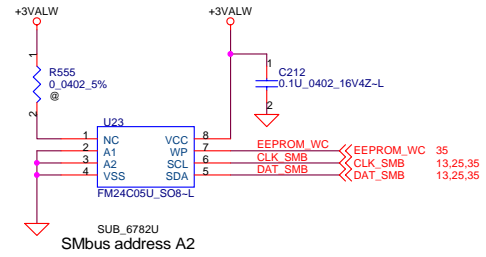 +3VALW
+3VALW
1
R555
0_0402_5%
@
2
1
C212
0.1U_0402_16V4Z~L
2
U23
1 NC VCC 8
2 A1 WP 7 EEPROM_WC EEPROM_WC 35
3 A2 SCL 6 CLK_SMB CLK_SMB 13,25,35
4 VSS SDA 5 DAT_SMB DAT_SMB 13,25,35
FM24C05U_SO8~L
SUB_6782U
SMbus address A2